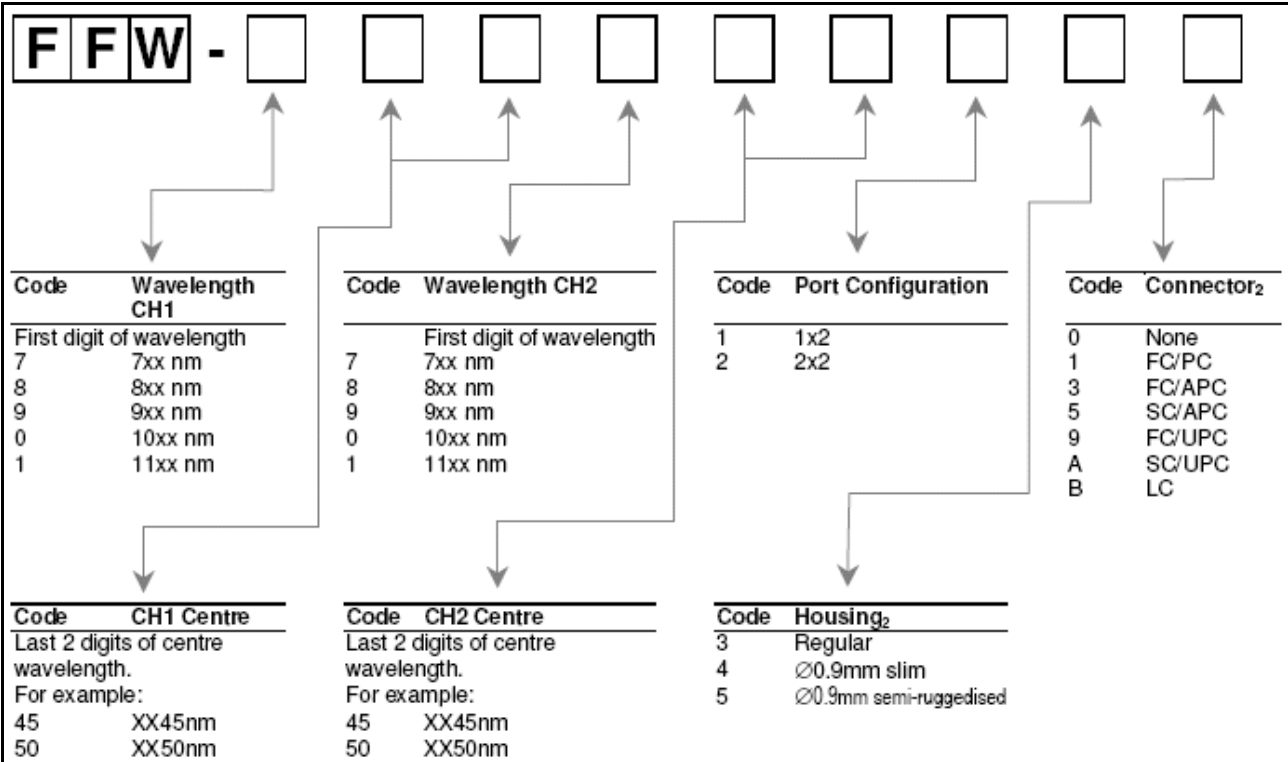 F F W -
Code Wavelength CH1
First digit of wavelength
7 7xx nm
8 8xx nm
9 9xx nm
0 10xx nm
1 11xx nm
Code Wavelength CH2
First digit of wavelength
7 7xx nm
8 8xx nm
9 9xx nm
0 10xx nm
1 11xx nm
Code Port Configuration
1 1x2
2 2x2
Code Connector₂
0 None
1 FC/PC
3 FC/APC
5 SC/APC
9 FC/UPC
A SC/UPC
B LC
Code CH1 Centre
Last 2 digits of centre
wavelength.
For example:
45 XX45nm
50 XX50nm
Code CH2 Centre
Last 2 digits of centre
wavelength.
For example:
45 XX45nm
50 XX50nm
Code Housing₂
3 Regular
4 ∅0.9mm slim
5 ∅0.9mm semi-ruggedised